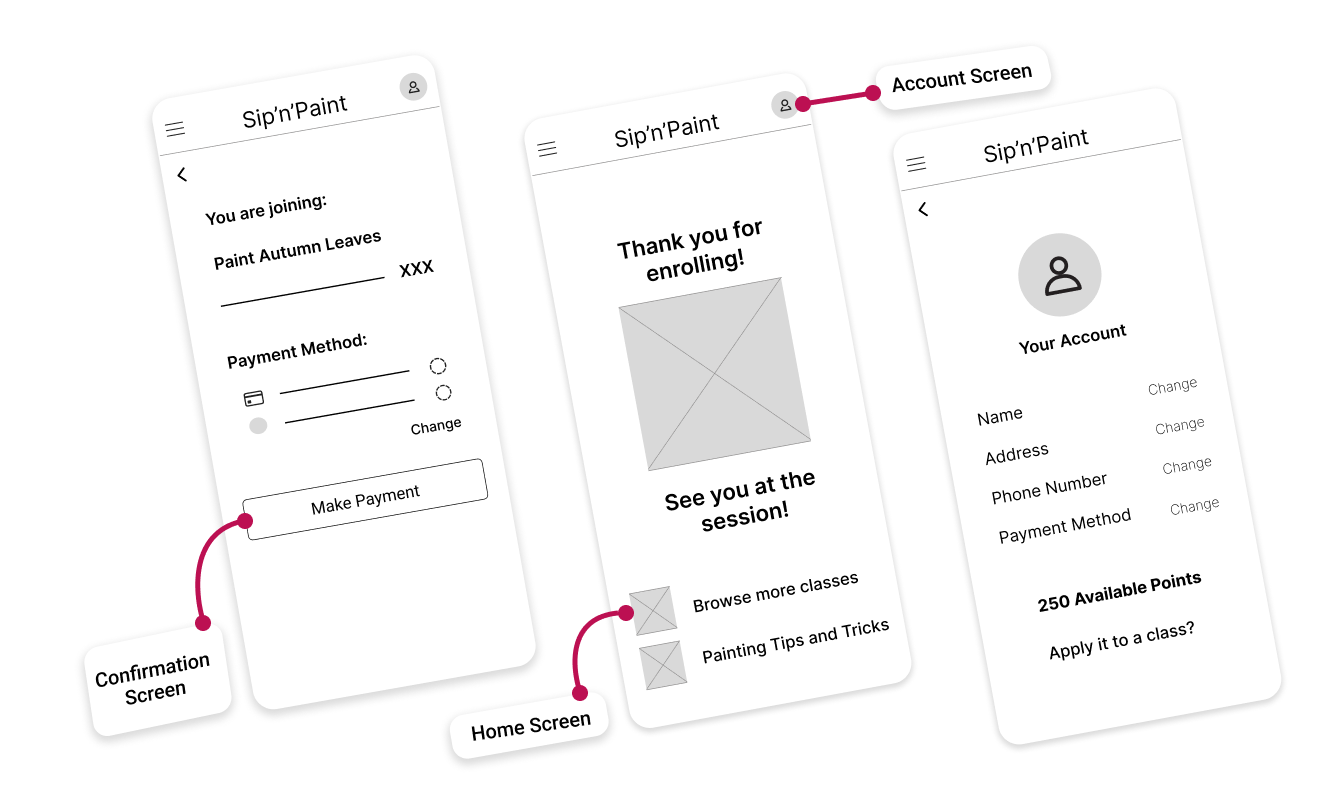 Sip’n’Paint
You are joining:
Paint Autumn Leaves
XXX
Payment Method:
Change
Make Payment
Confirmation
Screen
Sip’n’Paint
Thank you for
enrolling!
See you at the
session!
Browse more classes
Painting Tips and Tricks
Home Screen
Account Screen
Sip’n’Paint
Your Account
Name Change
Address Change
Phone Number Change
Payment Method Change
250 Available Points
Apply it to a class?